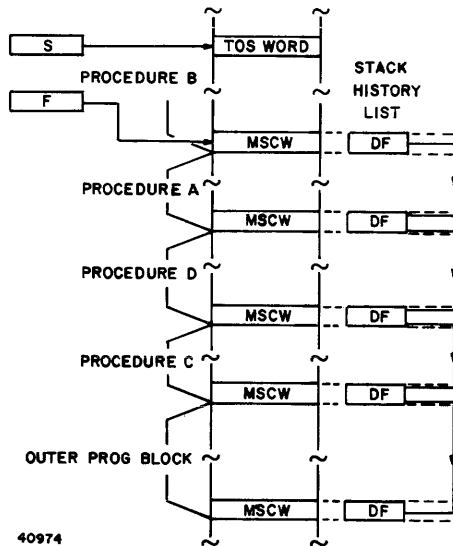 S
TOS WORD
PROCEDURE B
STACK
HISTORY
LIST
F
MSCW
DF
PROCEDURE A
MSCW
DF
PROCEDURE D
MSCW
DF
PROCEDURE C
MSCW
DF
OUTER PROG BLOCK
MSCW
DF
40974